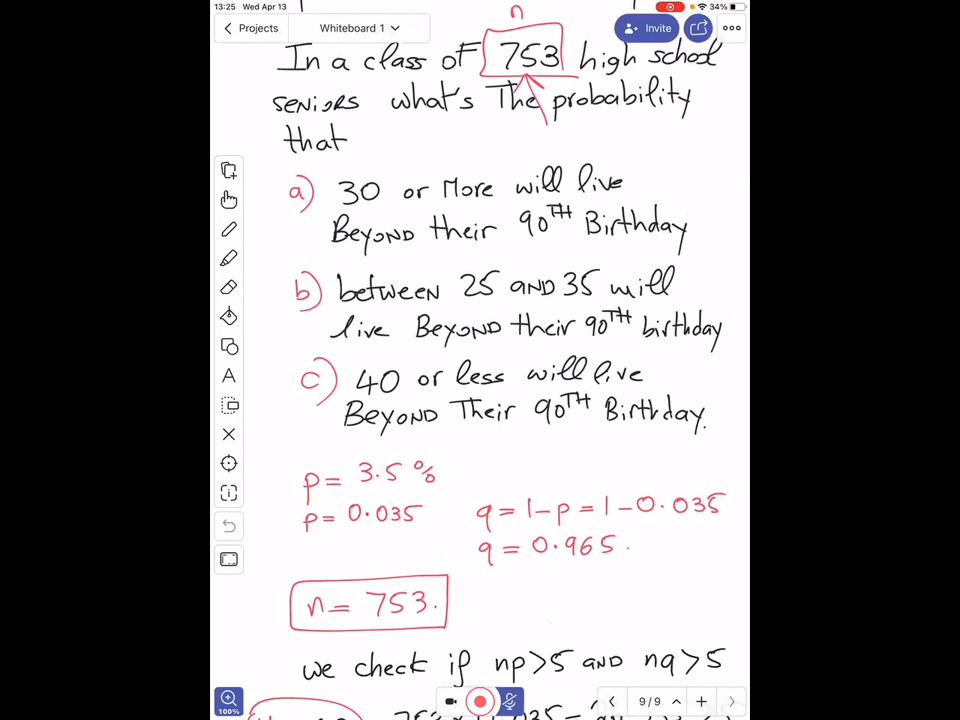 13:25 Wed Apr 13
34%
Projects
Whiteboard 1
Invite
n
In a class of 753 high school
seniors what's The probability
that
a) 30 or More will live
Beyond their 90TH Birthday
b) between 25 AND 35 will
live Beyond their 90TH birthday
c) 40 or less will live
Beyond Their 90TH Birthday.
p= 3.5%
p= 0.035
q = 1-p = 1-0.035
q = 0.965
n= 753.
we check if np>5 AND nq>5
A
100%
9/9